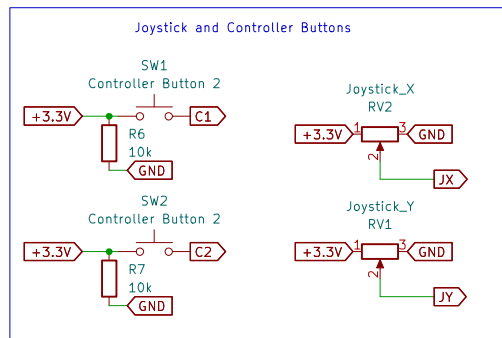 Joystick and Controller Buttons
SW1
Controller Button 2
+3.3V
C1
R6
10k
GND
SW2
Controller Button 2
+3.3V
C2
R7
10k
GND
Joystick_X
RV2
+3.3V
1
3
GND
2
JX
Joystick_Y
RV1
+3.3V
1
3
GND
2
JY